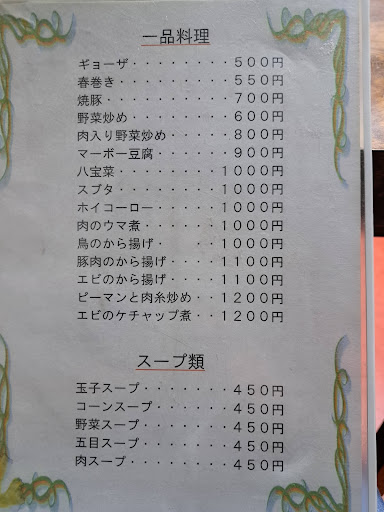 一品料理
ギョーザ・・・・・・・・500円
春巻き・・・・・・・・・550円
焼豚・・・・・・・・・・700円
野菜炒め・・・・・・・・600円
肉入り野菜炒め・・・・・800円
マーボー豆腐・・・・・・900円
八宝菜・・・・・・・・1000円
スブタ・・・・・・・・1000円
ホイコーロー・・・・・1000円
肉のウマ煮・・・・・・1000円
鳥のから揚げ・・・・・1000円
豚肉のから揚げ・・・・1100円
エビのから揚げ・・・・1100円
ピーマンと肉糸炒め・・1200円
エビのケチャップ煮・・1200円
スープ類
玉子スープ・・・・・・・450円
コーンスープ・・・・・・450円
野菜スープ・・・・・・・450円
五目スープ・・・・・・・450円
肉スープ・・・・・・・・450円